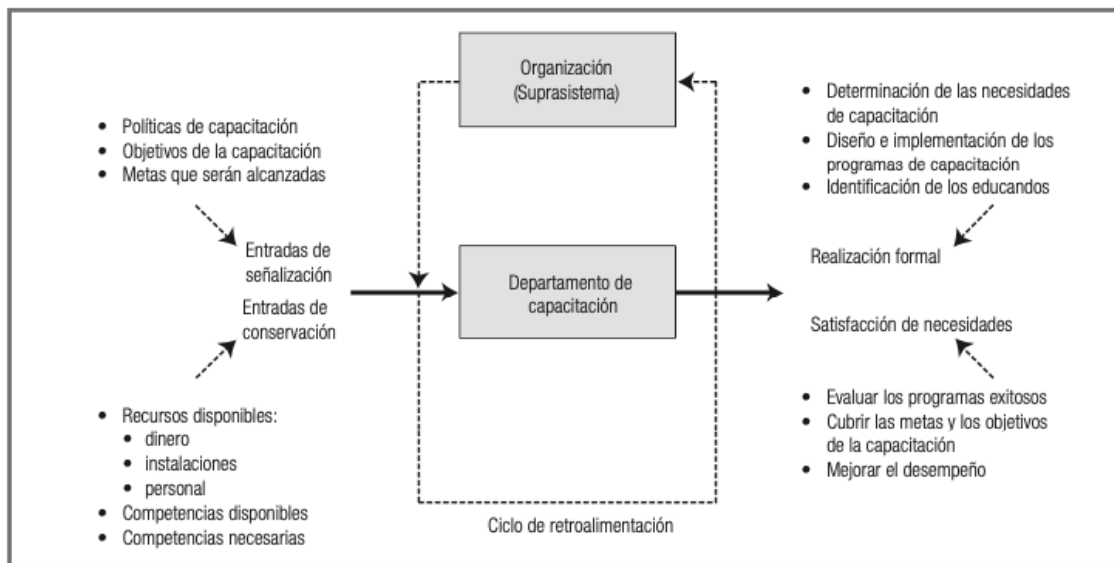 Organización
(Suprasistema)
• Políticas de capacitación
• Objetivos de la capacitación
• Metas que serán alcanzadas
• Determinación de las necesidades
de capacitación
• Diseño e implementación de los
programas de capacitación
• Identificación de los educandos
Entradas de
señalización
Entradas de
conservación
Departamento de
capacitación
Realización formal
Satisfacción de necesidades
• Recursos disponibles:
• dinero
• instalaciones
• personal
• Competencias disponibles
• Competencias necesarias
• Evaluar los programas exitosos
• Cubrir las metas y los objetivos
de la capacitación
• Mejorar el desempeño
Ciclo de retroalimentación